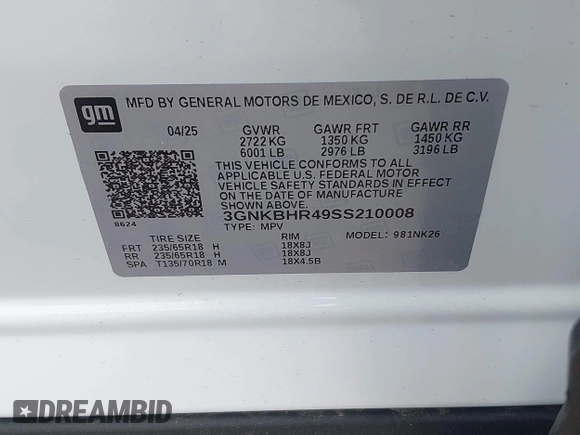 gm
MFD BY GENERAL MOTORS DE MEXICO, S. DE R.L. DE C.V.
04/25 GVWR GAWR FRT GAWR RR
2722 KG 1350 KG 1450 KG
6001 LB 2976 LB 3196 LB
THIS VEHICLE CONFORMS TO ALL
APPLICABLE U.S. FEDERAL MOTOR
VEHICLE SAFETY STANDARDS IN EFFECT
ON THE DATE OF MANUFACTURE
SHOWN ABOVE.
8624
3GNKBHR49SS210008
TYPE: MPV
TIRE SIZE RIM MODEL: 981NK26
FRT 235/65R18 H 18X8J
RR 235/65R18 H 18X8J
SPA T135/70R18 M 18X4.5B
DREAMBID